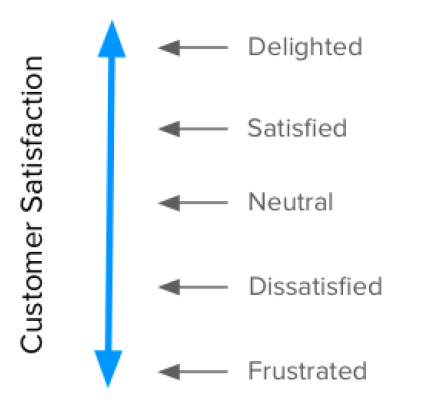 Customer Satisfaction
Delighted
Satisfied
Neutral
Dissatisfied
Frustrated